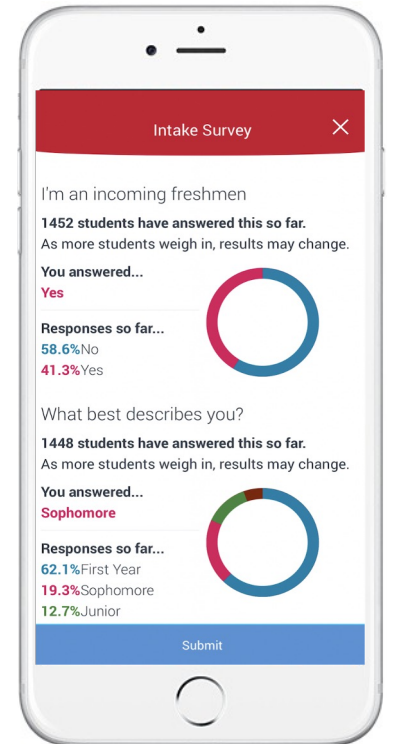 Intake Survey
I'm an incoming freshmen
1452 students have answered this so far.
As more students weigh in, results may change.
You answered...
Yes
Responses so far...
58.6%No
41.3%Yes
What best describes you?
1448 students have answered this so far.
As more students weigh in, results may change.
You answered...
Sophomore
Responses so far...
62.1%First Year
19.3%Sophomore
12.7%Junior
Submit